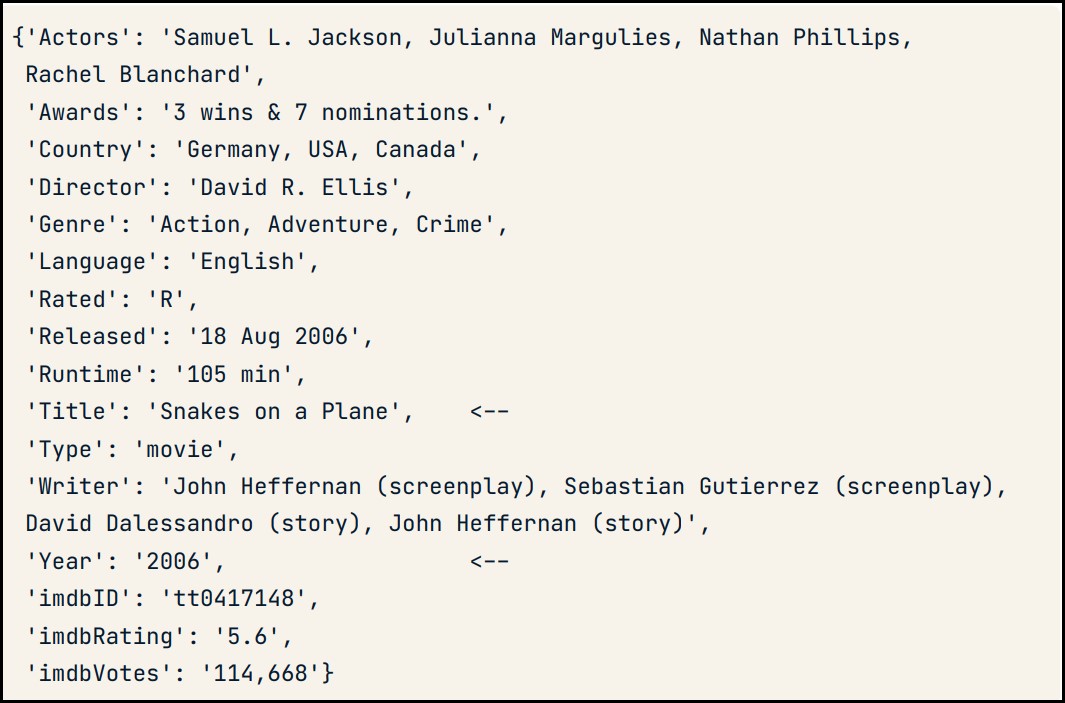 {'Actors': 'Samuel L. Jackson, Julianna Margulies, Nathan Phillips,
 Rachel Blanchard',
 'Awards': '3 wins & 7 nominations.',
 'Country': 'Germany, USA, Canada',
 'Director': 'David R. Ellis',
 'Genre': 'Action, Adventure, Crime',
 'Language': 'English',
 'Rated': 'R',
 'Released': '18 Aug 2006',
 'Runtime': '105 min',
 'Title': 'Snakes on a Plane',    <--
 'Type': 'movie',
 'Writer': 'John Heffernan (screenplay), Sebastian Gutierrez (screenplay),
 David Dalessandro (story), John Heffernan (story)',
 'Year': '2006',                  <--
 'imdbID': 'tt0417148',
 'imdbRating': '5.6',
 'imdbVotes': '114,668'}